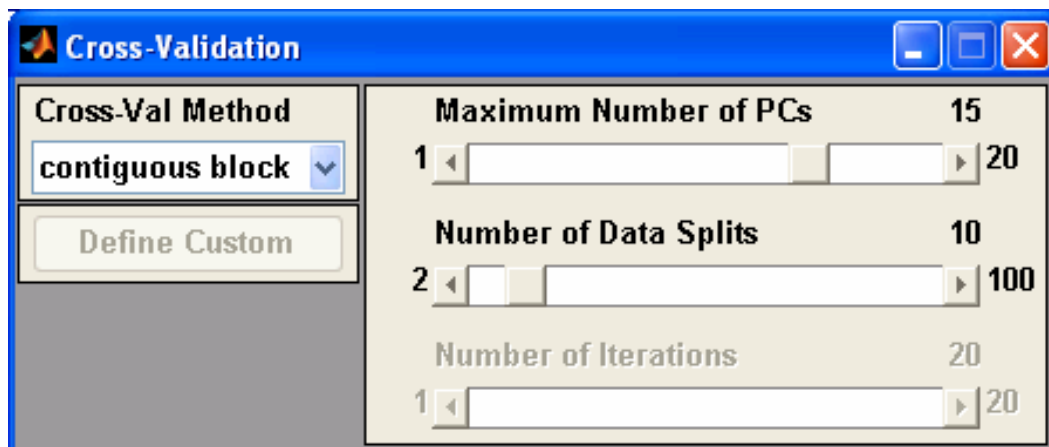 Cross-Validation
Cross-Val Method
contiguous block
Define Custom
Maximum Number of PCs 15
1 20
Number of Data Splits 10
2 100
Number of Iterations 20
1 20